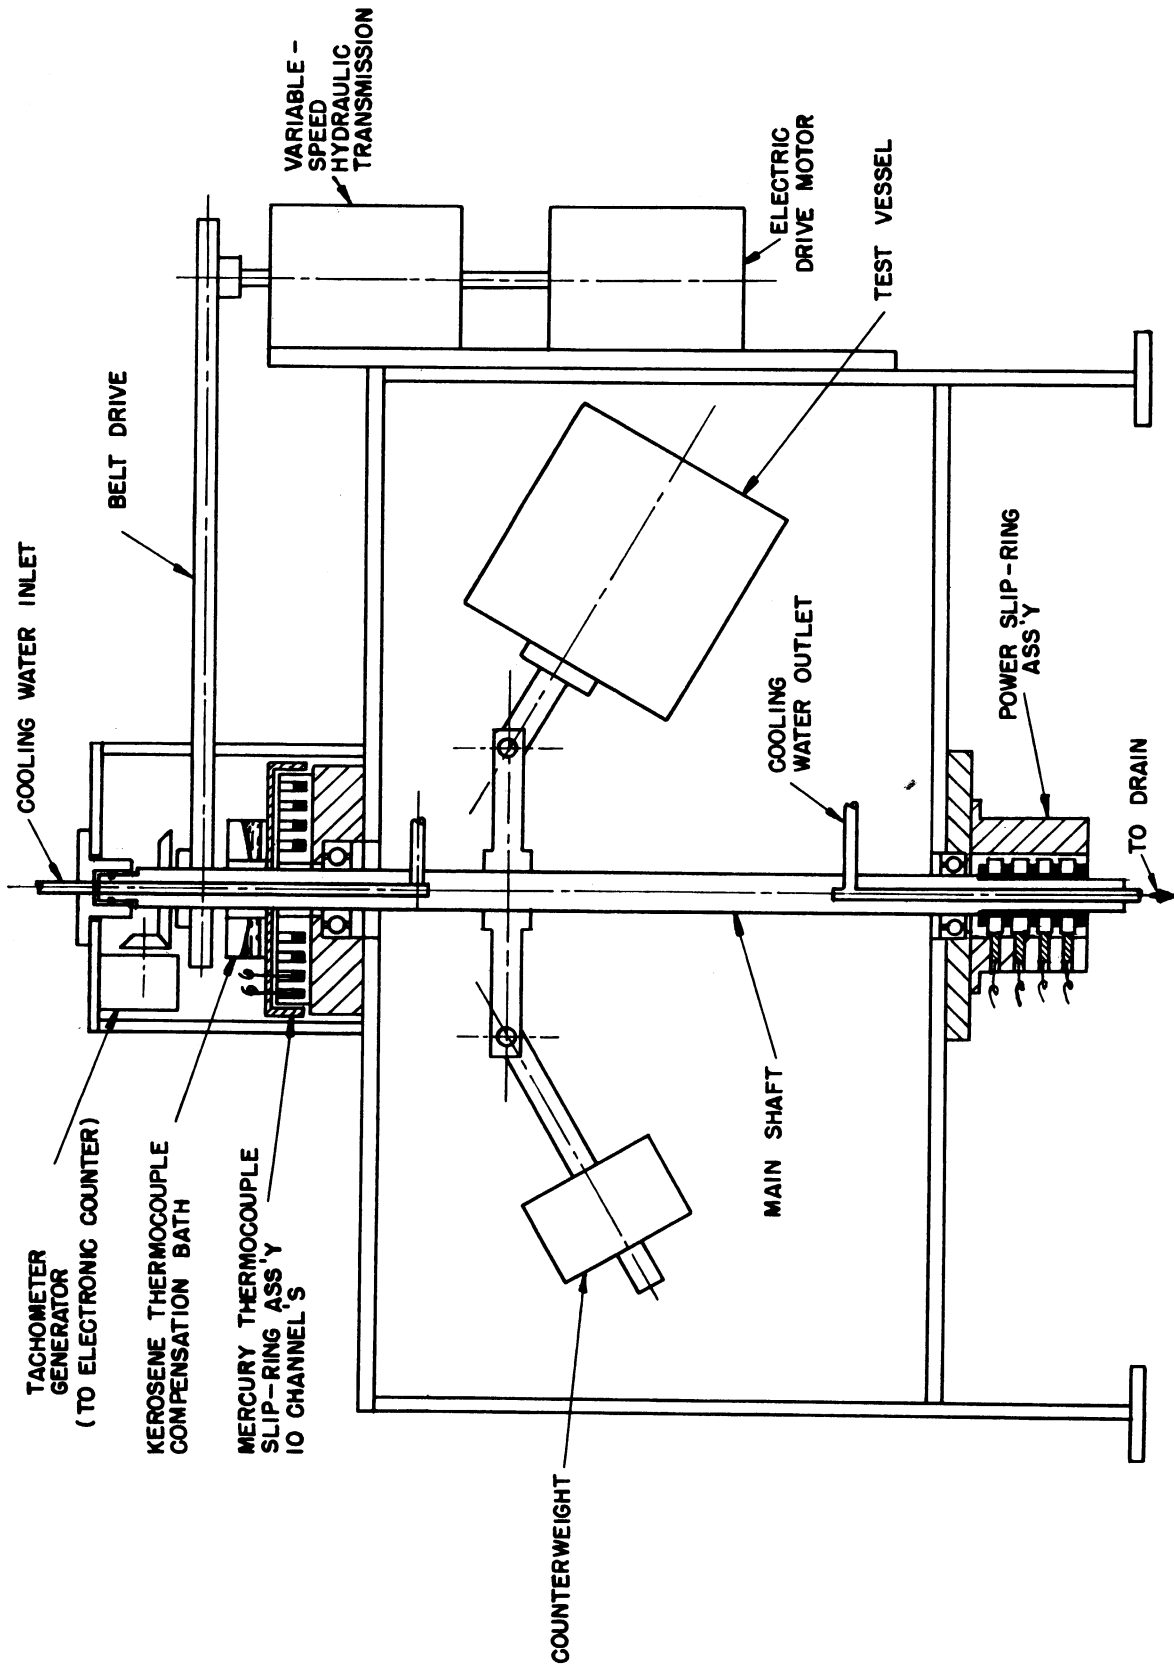 TACHOMETER
GENERATOR
(TO ELECTRONIC COUNTER)
KEROSENE THERMOCOUPLE
COMPENSATION BATH
MERCURY THERMOCOUPLE
SLIP-RING ASS'Y
10 CHANNEL'S
COUNTERWEIGHT
MAIN SHAFT
COOLING WATER INLET
BELT DRIVE
VARIABLE-
SPEED
HYDRAULIC
TRANSMISSION
ELECTRIC
DRIVE MOTOR
TEST VESSEL
COOLING
WATER OUTLET
POWER SLIP-RING
ASS'Y
TO DRAIN